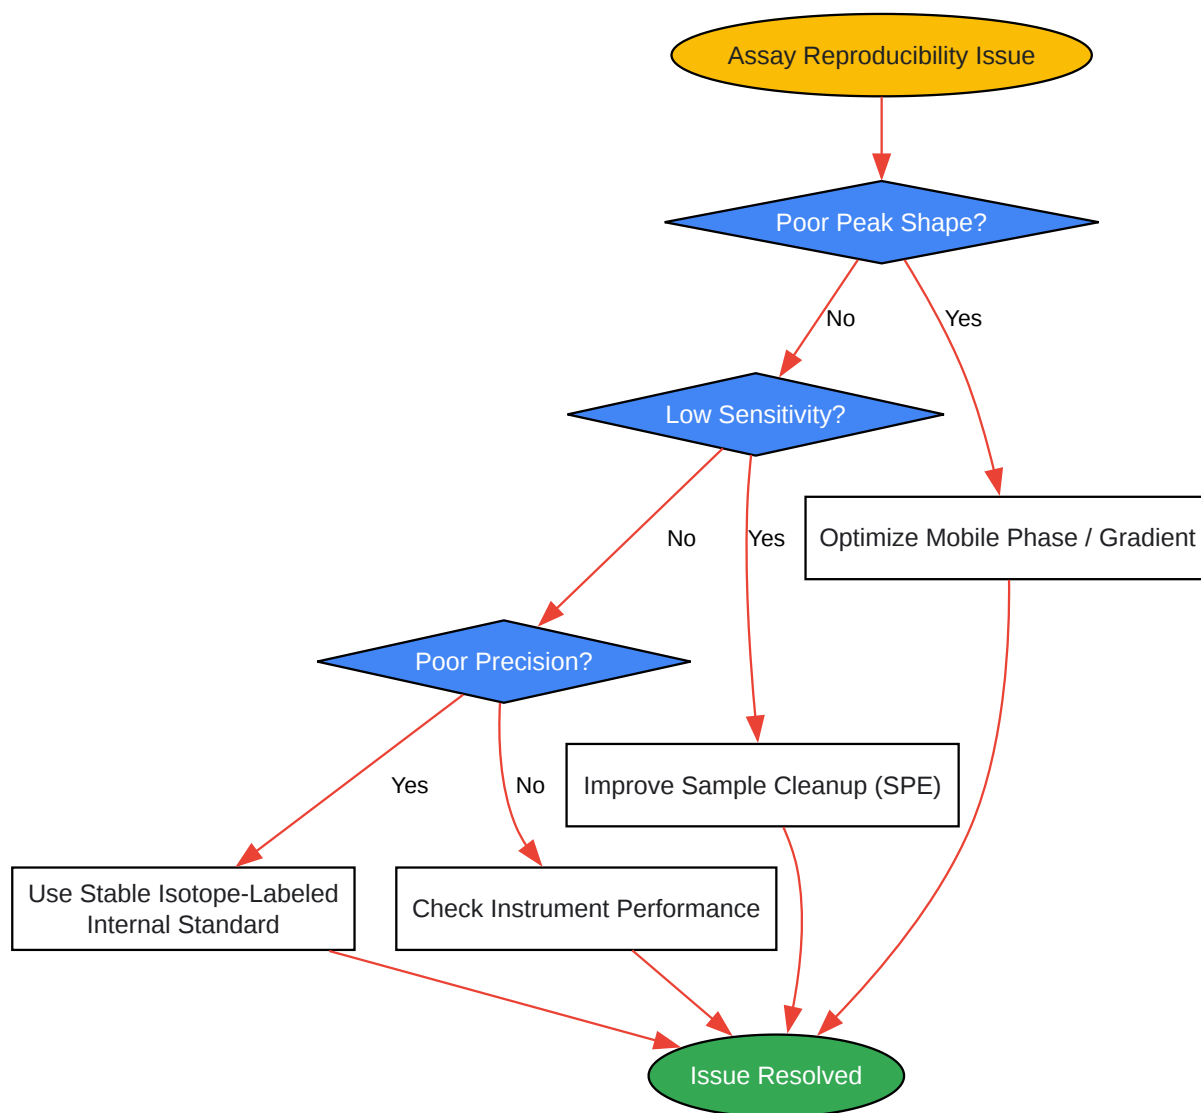 Assay Reproducibility Issue
Poor Peak Shape?
No
Yes
Low Sensitivity?
No
Yes
Optimize Mobile Phase / Gradient
Poor Precision?
Yes
No
Improve Sample Cleanup (SPE)
Use Stable Isotope-Labeled
Internal Standard
Check Instrument Performance
Issue Resolved